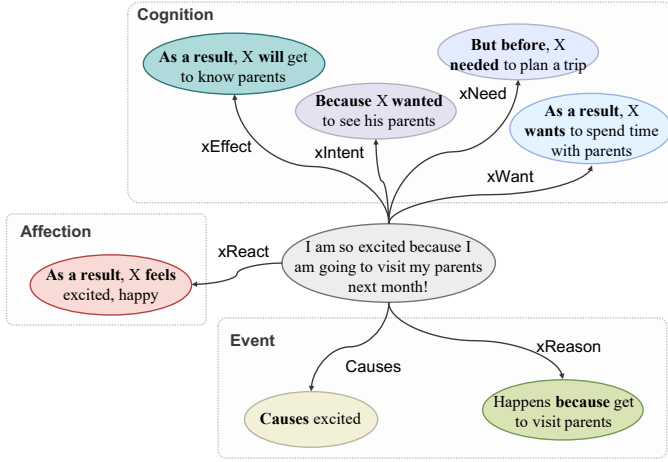 Cognition
As a result, X will get
to know parents
But before, X
needed to plan a trip
Because X wanted
to see his parents
As a result, X
wants to spend time
with parents
xEffect
xIntent
xNeed
xWant
Affection
xReact
As a result, X feels
excited, happy
I am so excited because I
am going to visit my parents
next month!
Event
Causes
xReason
Causes excited
Happens because get
to visit parents